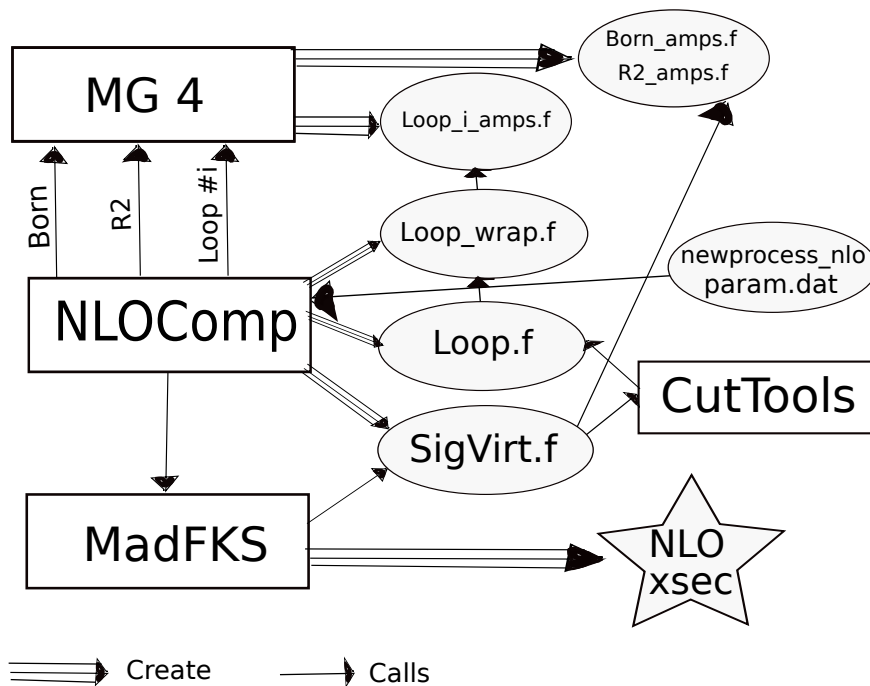 Born_amps.f
R2_amps.f
MG 4
Loop_i_amps.f
Born
R2
Loop #i
Loop_wrap.f
newprocess_nlo
param.dat
NLOComp
Loop.f
CutTools
SigVirt.f
MadFKS
NLO
xsec
Create
Calls